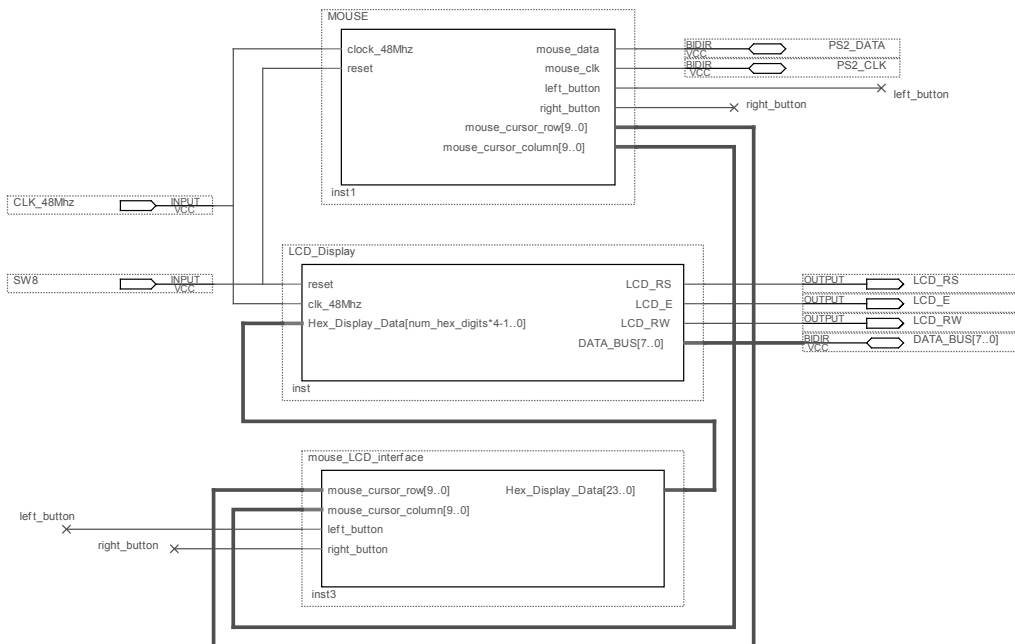 MOUSE
clock_48Mhz
reset
mouse_data
mouse_clk
left_button
right_button
mouse_cursor_row[9..0]
mouse_cursor_column[9..0]
inst1
BIDIR
VCC
PS2_DATA
BIDIR
VCC
PS2_CLK
left_button
right_button
CLK_48Mhz
INPUT
VCC
SW8
INPUT
VCC
LCD_Display
reset
clk_48Mhz
Hex_Display_Data[num_hex_digits*4-1..0]
LCD_RS
LCD_E
LCD_RW
DATA_BUS[7..0]
inst
OUTPUT
LCD_RS
OUTPUT
LCD_E
OUTPUT
LCD_RW
BIDIR
VCC
DATA_BUS[7..0]
mouse_LCD_interface
mouse_cursor_row[9..0]
mouse_cursor_column[9..0]
left_button
right_button
Hex_Display_Data[23..0]
inst3
left_button
right_button